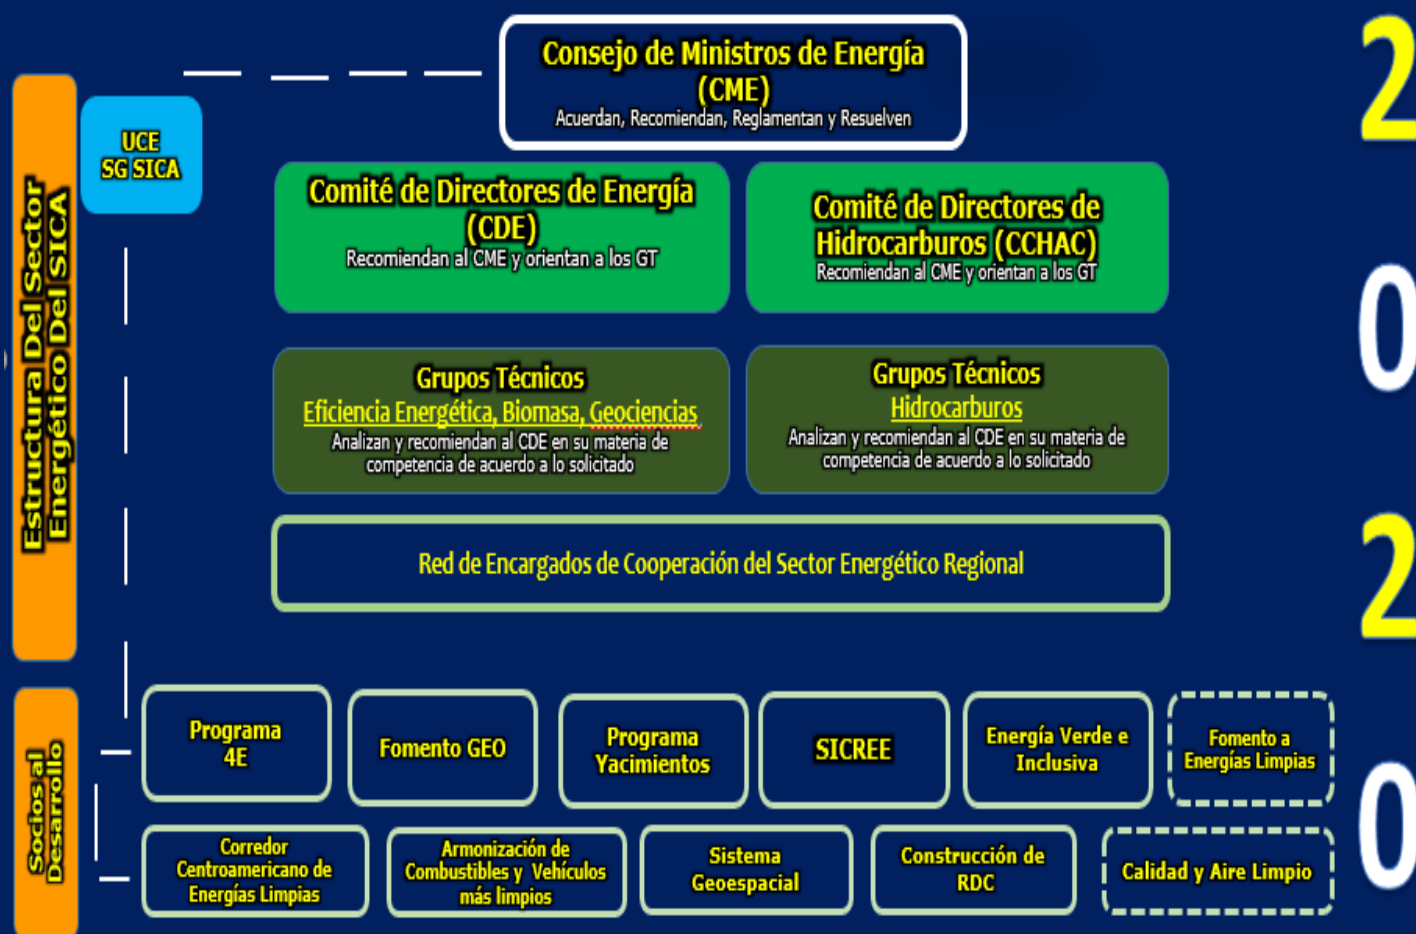 Consejo de Ministros de Energía
(CME)
Acuerdan, Recomiendan, Reglamentan y Resuelven
UCE
SG SICA
Estructura Del Sector
Energético Del SICA
Comité de Directores de Energía
(CDE)
Recomiendan al CME y orientan a los GT
Comité de Directores de
Hidrocarburos (CCHAC)
Recomiendan al CME y orientan a los GT
Grupos Técnicos
Eficiencia Energética, Biomasa, Geociencias
Analizan y recomiendan al CDE en su materia de
competencia de acuerdo a lo solicitado
Grupos Técnicos
Hidrocarburos
Analizan y recomiendan al CDE en su materia de
competencia de acuerdo a lo solicitado
Red de Encargados de Cooperación del Sector Energético Regional
Socios al
Desarrollo
Programa
4E
Fomento GEO
Programa
Yacimientos
SICREE
Energía Verde e
Inclusiva
Fomento a
Energías Limpias
Corredor
Centroamericano de
Energías Limpias
Armonización de
Combustibles y Vehículos
más limpios
Sistema
Geoespacial
Construcción de
RDC
Calidad y Aire Limpio
2
0
2
0